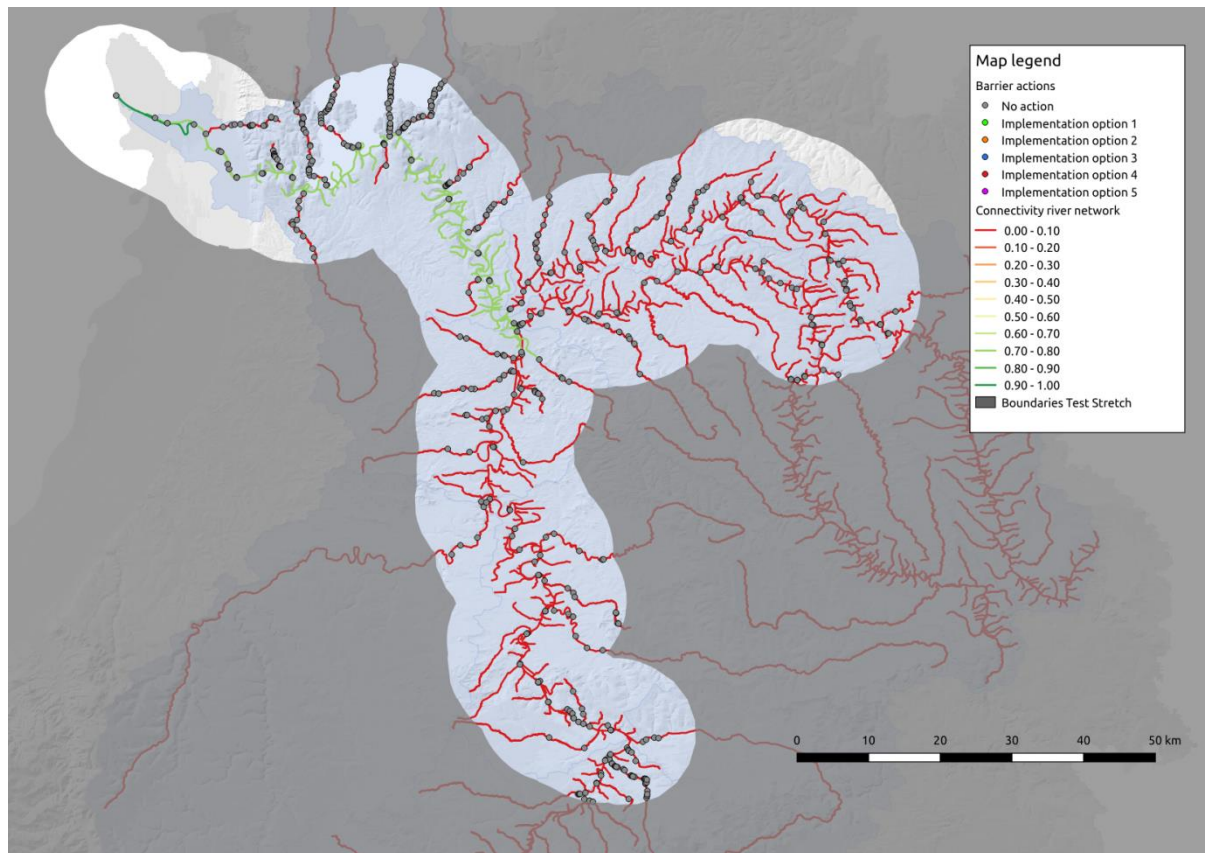 Map legend
Barrier actions
No action
Implementation option 1
Implementation option 2
Implementation option 3
Implementation option 4
Implementation option 5
Connectivity river network
0.00 - 0.10
0.10 - 0.20
0.20 - 0.30
0.30 - 0.40
0.40 - 0.50
0.50 - 0.60
0.60 - 0.70
0.70 - 0.80
0.80 - 0.90
0.90 - 1.00
Boundaries Test Stretch
0 10 20 30 40 50 km